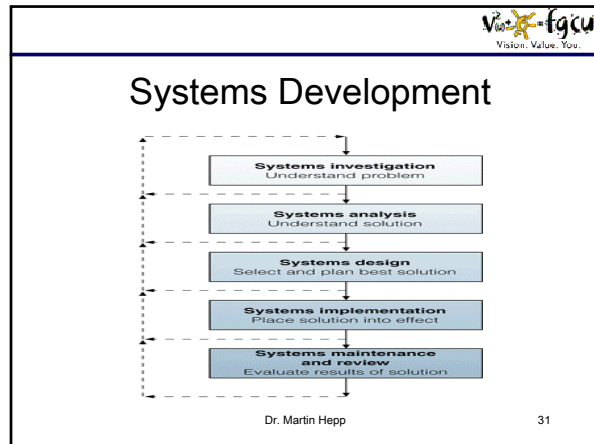 fgcu
Vision. Value. You.
Systems Development
Systems investigation
Understand problem
Systems analysis
Understand solution
Systems design
Select and plan best solution
Systems implementation
Place solution into effect
Systems maintenance
and review
Evaluate results of solution
Dr. Martin Hepp
31